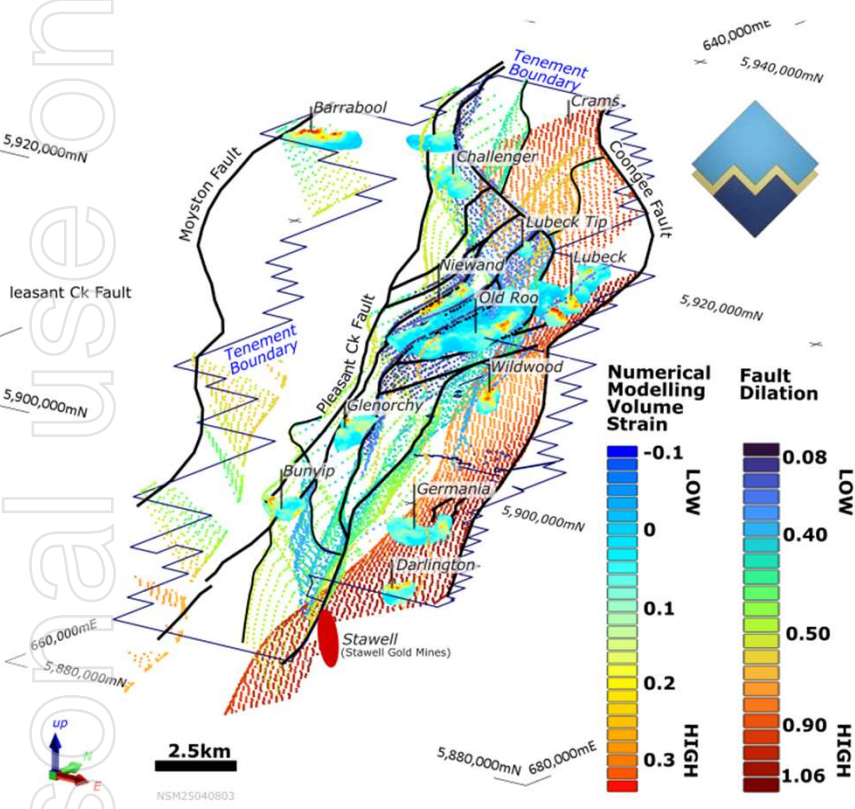 onal use on
640,000mE
5,940,000mN
Tenement
Boundary
Barrabool
Crams
5,920,000mN
Challenger
Moyston Fault
Coongee Fault
Lubeck Tip
Niewand
Lubeck
leasant Ck Fault
Old Roo
5,920,000mN
Tenement
Boundary
Pleasant Ck Fault
Wildwood
5,900,000mN
Glenorchy
Numerical
Modelling
Volume
Strain
Fault
Dilation
-0.1
0
0.1
0.2
0.3
LOW
HIGH
0.08
0.40
0.50
0.90
1.06
LOW
HIGH
Bunyip
Germania
5,900,000mN
Darlington
660,000mE
5,880,000mN
Stawell
(Stawell Gold Mines)
up
N
E
2.5km
NSM25040803
5,880,000mN
680,000mE